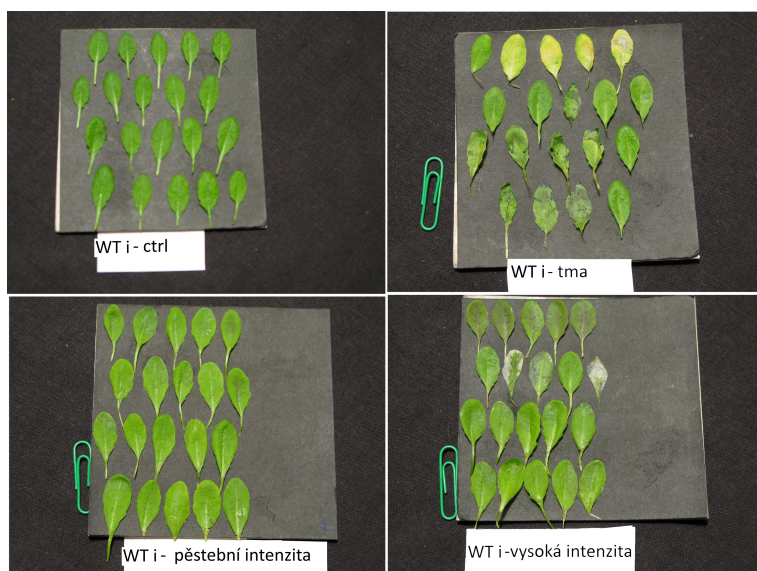 WT i - ctrl
WT i - tma
WT i - pěstební intenzita
WT i-vysoká intenzita